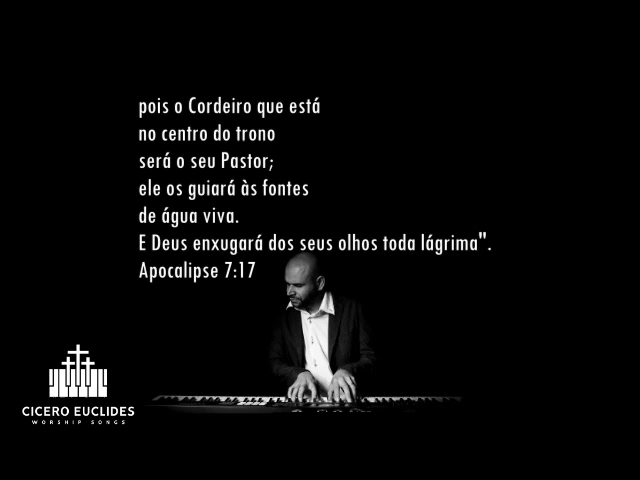 pois o Cordeiro que está
no centro do trono
será o seu Pastor;
ele os guiará às fontes
de água viva.
E Deus enxugará dos seus olhos toda lágrima".
Apocalipse 7:17
CICERO EUCLIDES
WORSHIP SONGS